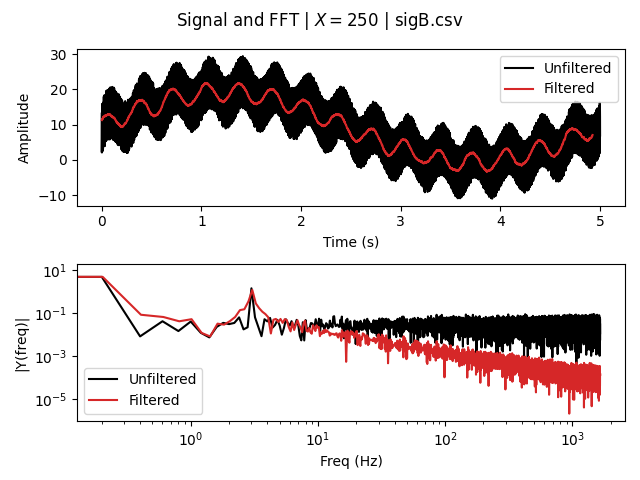 Signal and FFT | X = 250 | sigB.csv
30
20
10
0
−10
Amplitude
Unfiltered
Filtered
0 1 2 3 4 5
Time (s)
10^1
10^−1
10^−3
10^−5
|Y(freq)|
Unfiltered
Filtered
10^0 10^1 10^2 10^3
Freq (Hz)